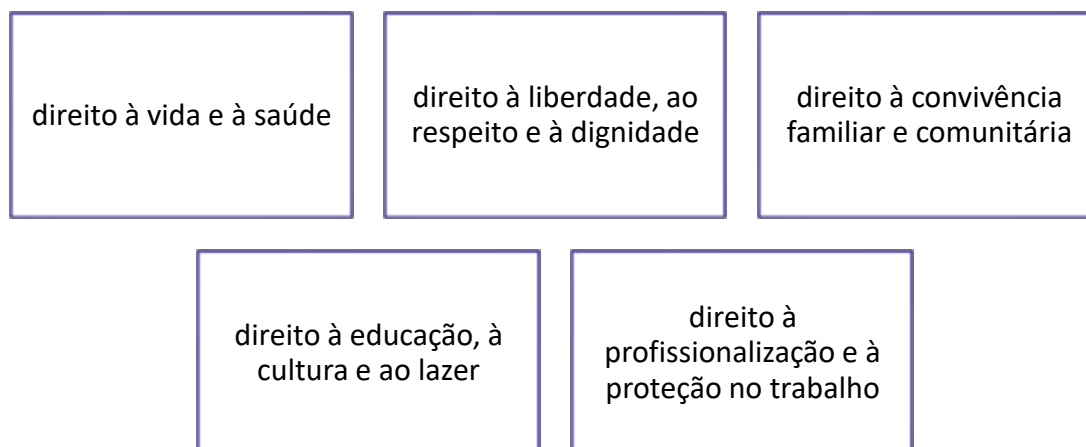 direito à vida e à saúde
direito à liberdade, ao
respeito e à dignidade
direito à convivência
familiar e comunitária
direito à educação, à
cultura e ao lazer
direito à
profissionalização e à
proteção no trabalho